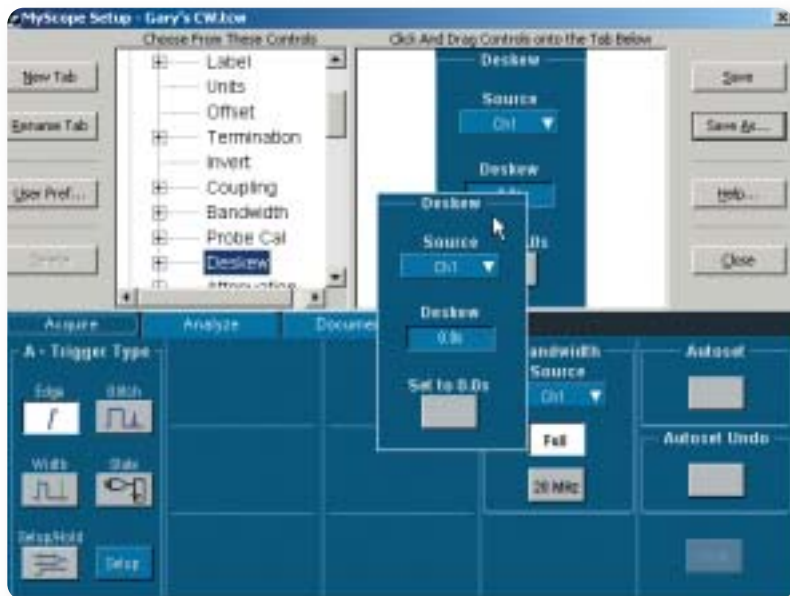 MyScope Setup - Gary's CW.tcw
Choose From These Controls
Click And Drag Controls onto the Tab Below
New Tab
Rename Tab
User Pref...
Delete
Label
Units
Offset
Termination
Invert
Coupling
Bandwidth
Probe Cal
Deskew
Attenuation
Deskew
Source
Ch1
Deskew
Save
Save As...
Help...
Close
Deskew
Source
Ch1
Deskew
0.0s
Set to 0.0s
Acquire
Analyze
A - Trigger Type
Edge
Glitch
Width
State
Setup/Hold
Setup
Source
Ch1
Full
20 MHz
Autoset
Autoset Undo